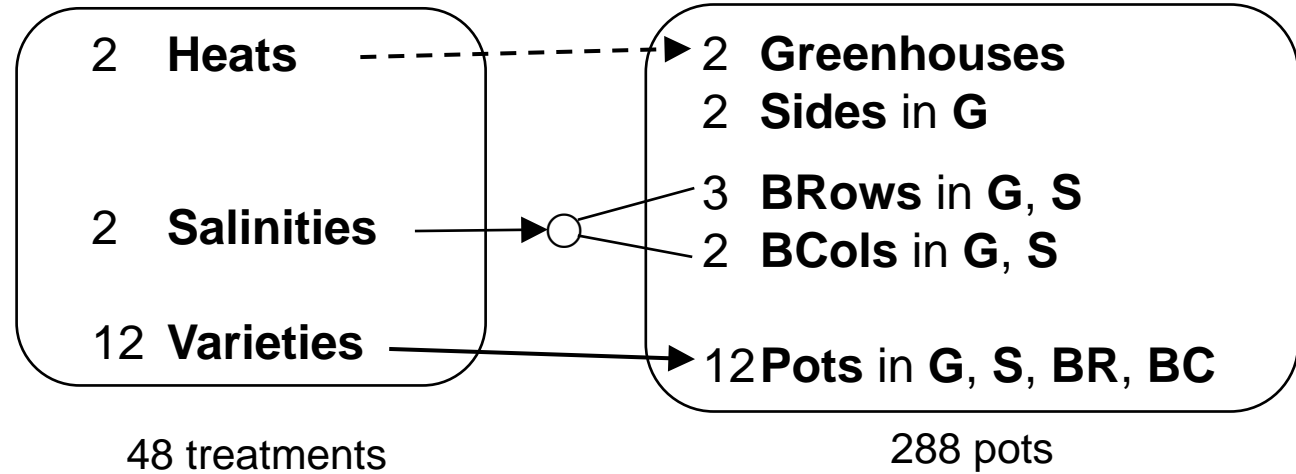 2 Heats
2 Salinities
12 Varieties
48 treatments
2 Greenhouses
2 Sides in G
3 BRows in G, S
2 BCols in G, S
12 Pots in G, S, BR, BC
288 pots